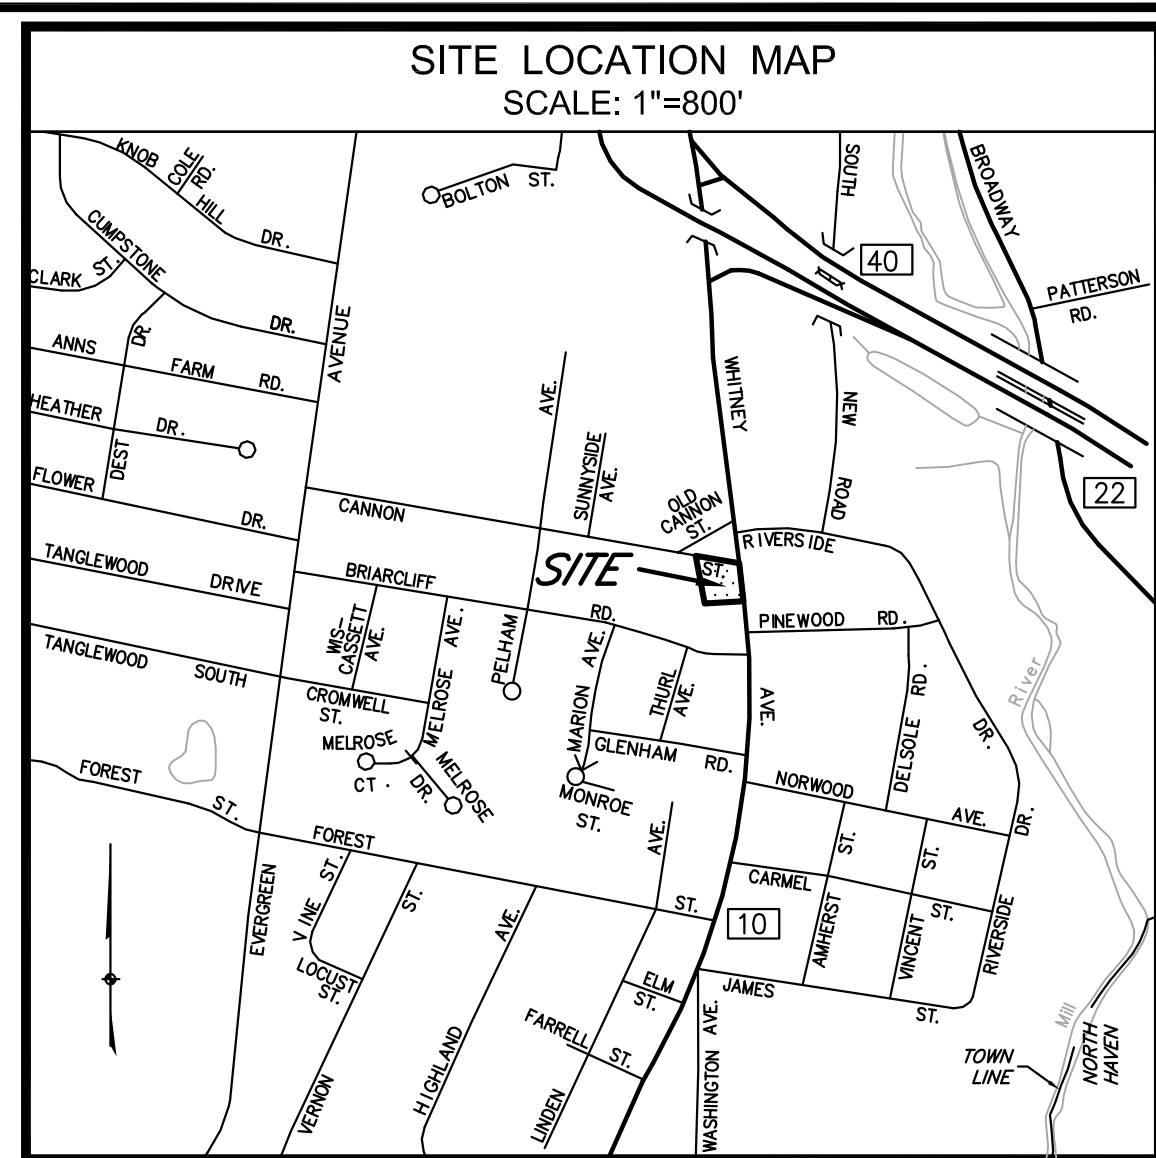 SITE LOCATION MAP
SCALE: 1"=800'
KNOB
COLE
RD.
HILL
DR.
BOLTON ST.
SOUTH
BROADWAY
CUMPSTONE
DR.
CLARK ST.
40
PATTERSON
RD.
ANNS
FARM
RD.
DR.
AVENUE
WHITNEY
HEATHER
DR.
DEST
AVE.
SUNNYSIDE
AVE.
NEW
ROAD
22
FLOWER
DR.
CANNON
OLD
CANNON
ST.
RIVERSIDE
TANGLEWOOD
DRIVE
BRIARCLIFF
RD.
SITE
ST.
PINEWOOD RD.
WIS-
CASSETT
AVE.
MELROSE AVE.
PELHAM
MARION AVE.
THURL
AVE.
AVE.
DELSOLE RD.
DR.
River
TANGLEWOOD
SOUTH
CROMWELL
ST.
MELROSE
CT.
MELROSE
DR.
GLENHAM RD.
MONROE
ST.
NORWOOD
AVE.
DR.
FOREST
ST.
FOREST
ST.
AVE.
EVERGREEN
VINE ST.
LOCUST
ST.
ST.
VERNON
AVE.
HIGHLAND
10
CARMEL
ST.
ST.
AMHERST
ST.
VINCENT
RIVERSIDE
ELM
ST.
JAMES
ST.
FARRELL
ST.
LINDEN
WASHINGTON AVE.
Mill
TOWN
LINE
NORTH
HAVEN